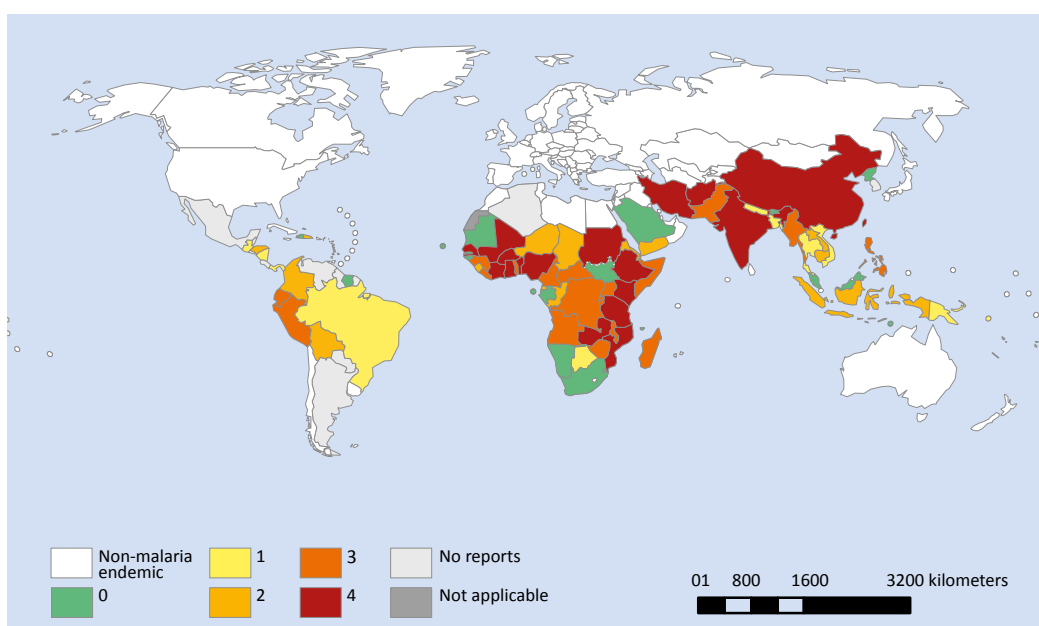 Non-malaria
endemic
1
3
No reports
0
2
4
Not applicable
01 800 1600 3200 kilometers